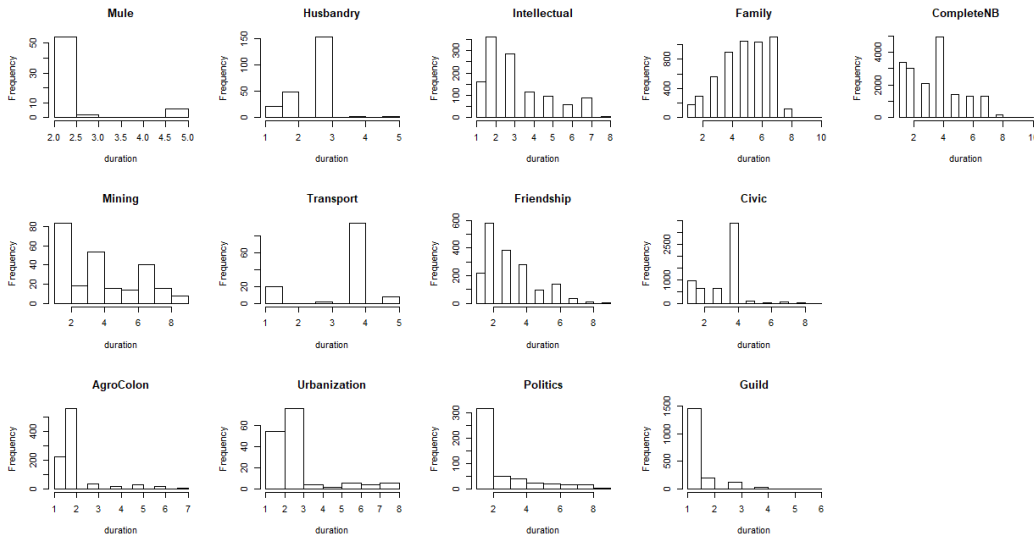 Mule
Frequency
0 10 30 50
2.0 2.5 3.0 3.5 4.0 4.5 5.0
duration
Husbandry
Frequency
0 50 100 150
1 2 3 4 5
duration
Intellectual
Frequency
0 100 200 300
1 2 3 4 5 6 7 8
duration
Family
Frequency
0 400 800
2 4 6 8 10
duration
CompleteNB
Frequency
0 2000 4000
2 4 6 8 10
duration
Mining
Frequency
0 20 40 60 80
2 4 6 8
duration
Transport
Frequency
0 20 60
1 2 3 4 5
duration
Friendship
Frequency
0 200 400 600
2 4 6 8
duration
Civic
Frequency
0 1000 2500
2 4 6 8
duration
AgroColon
Frequency
0 200 400
1 2 3 4 5 6 7
duration
Urbanization
Frequency
0 20 40 60
1 2 3 4 5 6 7 8
duration
Politics
Frequency
0 100 200 300
2 4 6 8
duration
Guild
Frequency
0 500 1000 1500
1 2 3 4 5 6
duration